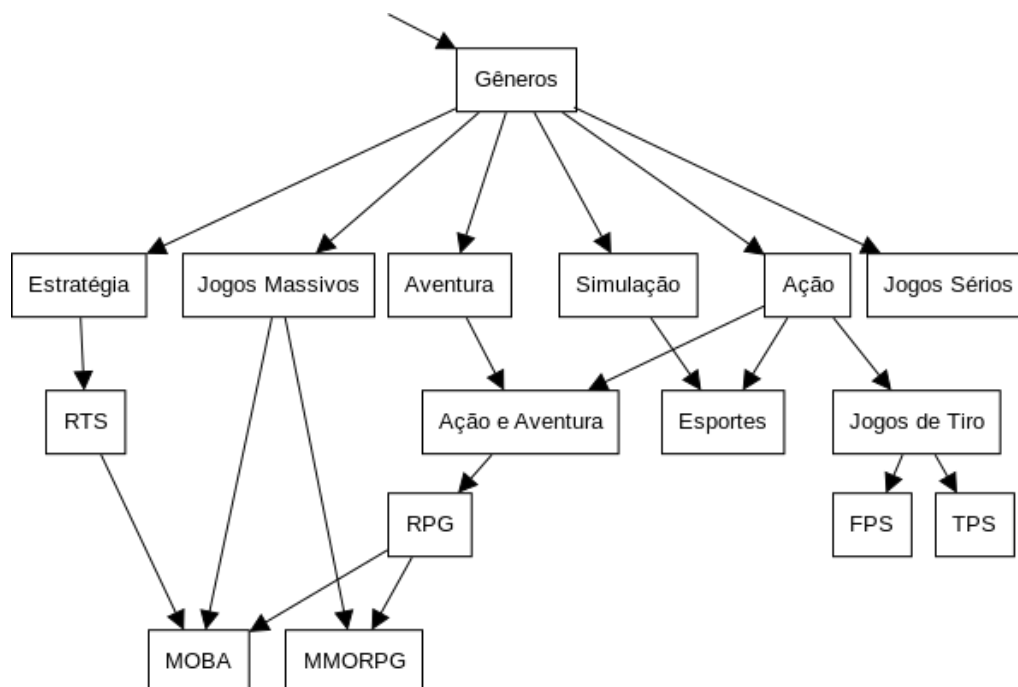 Gêneros
Estratégia
Jogos Massivos
Aventura
Simulação
Ação
Jogos Sérios
RTS
Ação e Aventura
Esportes
Jogos de Tiro
RPG
FPS
TPS
MOBA
MMORPG